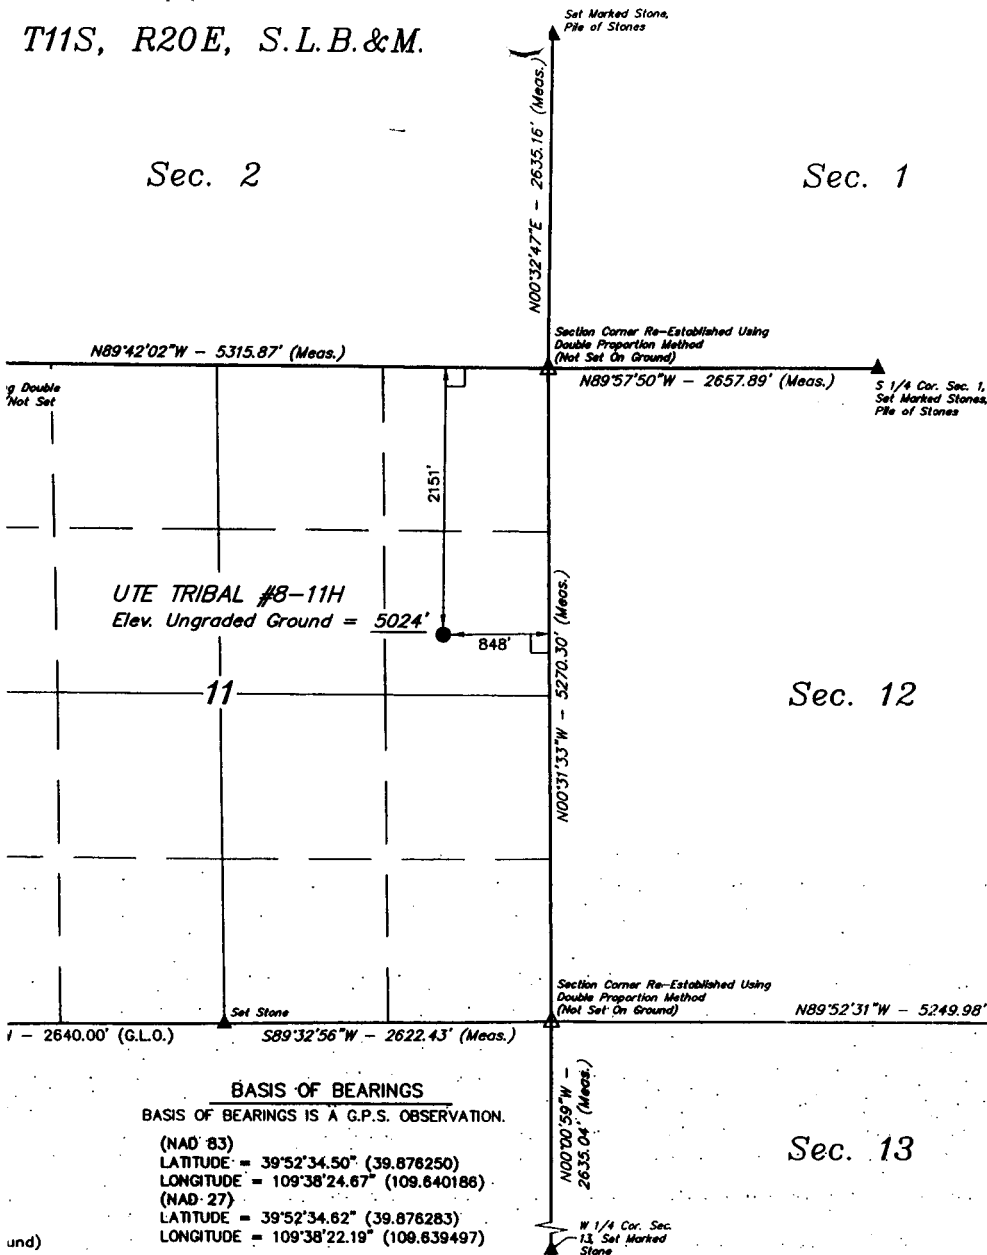 T11S, R20E, S.L.B.&M.
Set Marked Stone,
Pile of Stones
Sec. 2
N00°32'47"E - 2635.16' (Meas.)
Sec. 1
Section Corner Re-Established Using
Double Proportion Method
(Not Set On Ground)
N89°42'02"W - 5315.87' (Meas.)
N89°57'50"W - 2657.89' (Meas.)
S 1/4 Cor. Sec. 1,
Set Marked Stones,
Pile of Stones
Double
Not Set
2151'
UTE TRIBAL #8-11H
Elev. Ungraded Ground = 5024'
848'
N00°31'33"W - 5270.30' (Meas.)
11
Sec. 12
Section Corner Re-Established Using
Double Proportion Method
(Not Set On Ground)
Set Stone
N89°52'31"W - 5249.98'
- 2640.00' (G.L.O.)
S89°32'56"W - 2622.43' (Meas.)
BASIS OF BEARINGS
BASIS OF BEARINGS IS A G.P.S. OBSERVATION.
(NAD 83)
LATITUDE = 39°52'34.50" (39.876250)
LONGITUDE = 109°38'24.67" (109.640186)
(NAD 27)
LATITUDE = 39°52'34.62" (39.876283)
LONGITUDE = 109°38'22.19" (109.639497)
N00°00'59"W -
2635.04' (Meas.)
Sec. 13
W 1/4 Cor. Sec.
13, Set Marked
Stone
und)